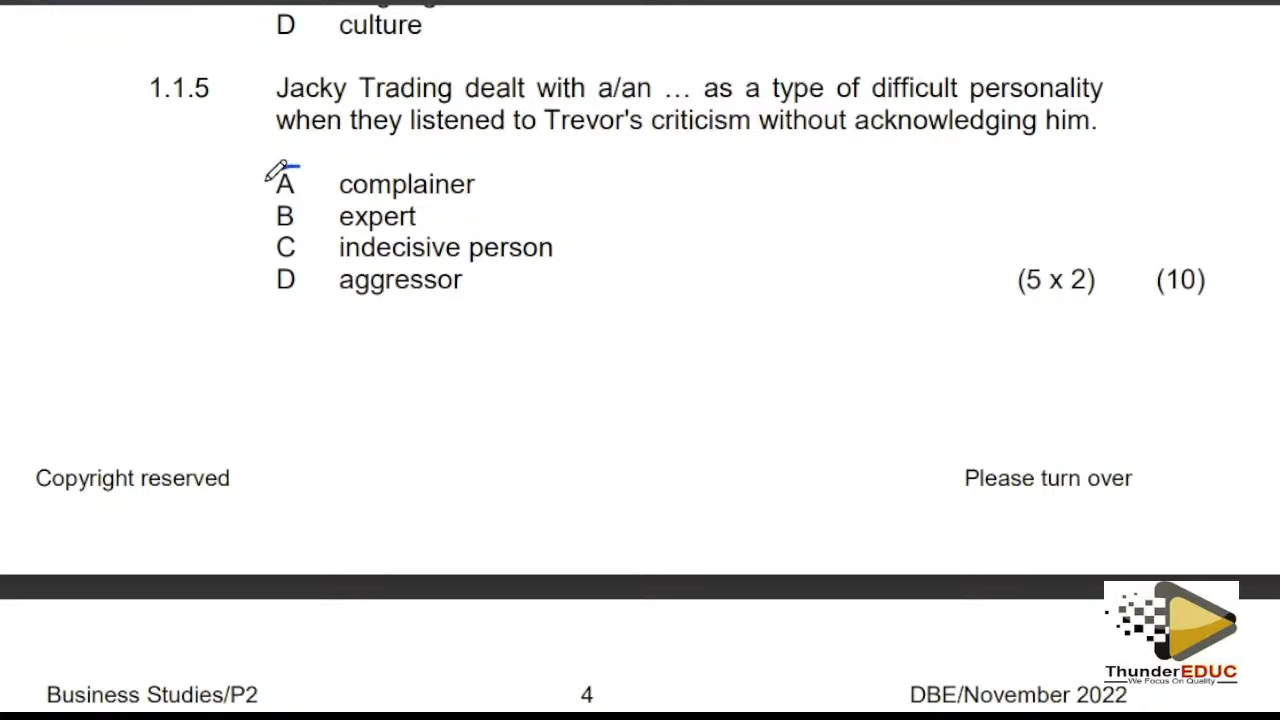 D culture
1.1.5 Jacky Trading dealt with a/an … as a type of difficult personality
when they listened to Trevor's criticism without acknowledging him.
A complainer
B expert
C indecisive person
D aggressor (5 x 2) (10)
Copyright reserved Please turn over
ThunderEDUC
We Focus On Quality
Business Studies/P2 4 DBE/November 2022